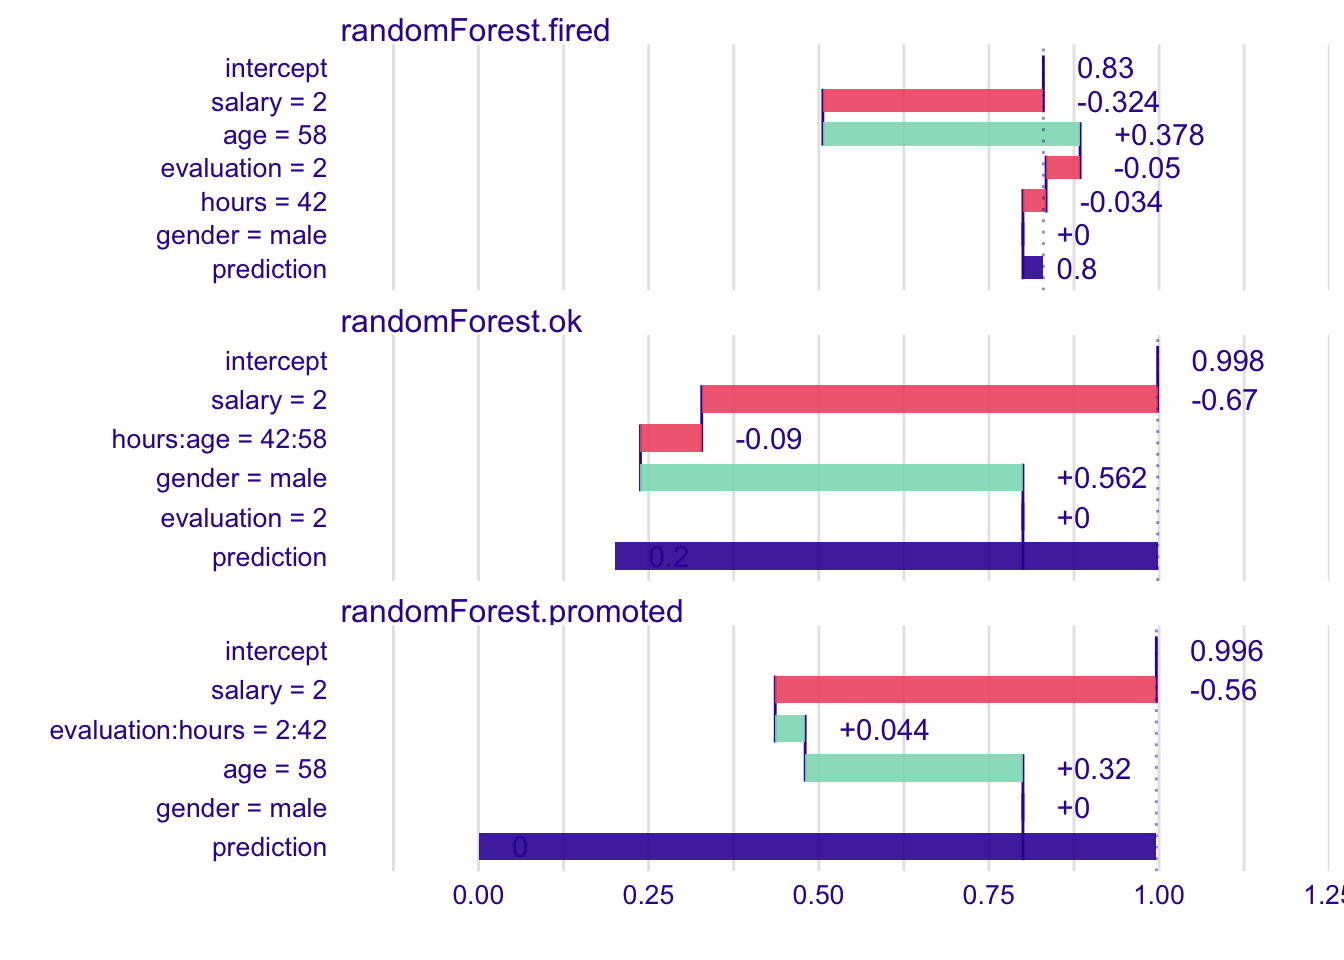 randomForest.fired
intercept 0.83
salary = 2 -0.324
age = 58 +0.378
evaluation = 2 -0.05
hours = 42 -0.034
gender = male +0
prediction 0.8
randomForest.ok
intercept 0.998
salary = 2 -0.67
hours:age = 42:58 -0.09
gender = male +0.562
evaluation = 2 +0
prediction 0.2
randomForest.promoted
intercept 0.996
salary = 2 -0.56
evaluation:hours = 2:42 +0.044
age = 58 +0.32
gender = male +0
prediction 0
0.00 0.25 0.50 0.75 1.00 1.25